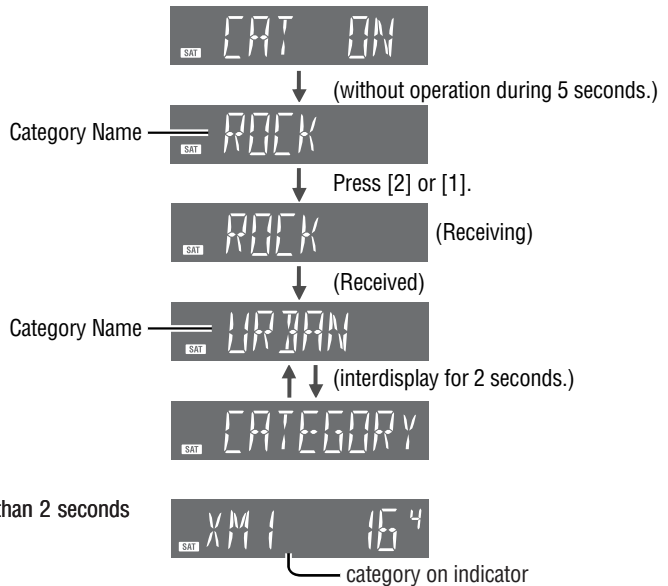 SAT CAT ON
(without operation during 5 seconds.)
Category Name
SAT ROCK
Press [2] or [1].
SAT ROCK
(Receiving)
(Received)
Category Name
SAT URBAN
(interdisplay for 2 seconds.)
SAT CATEGORY
than 2 seconds
SAT XM1 16 4
category on indicator